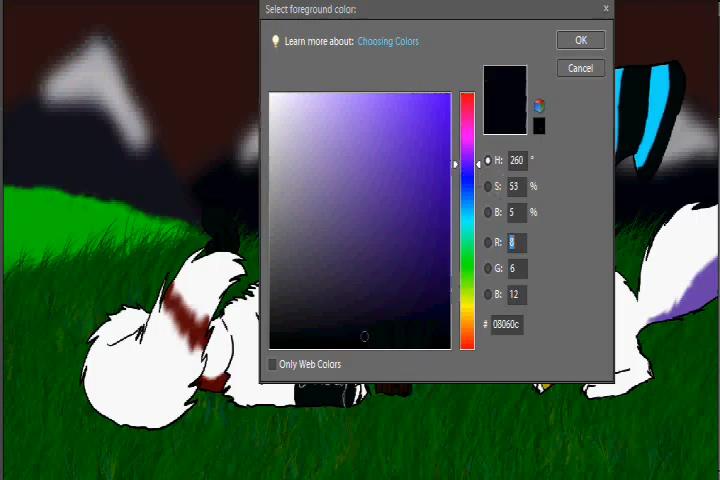 Select foreground color:
x
Learn more about: Choosing Colors
OK
Cancel
H: 260 °
S: 53 %
B: 5 %
R: 8
G: 6
B: 12
# 08060c
Only Web Colors